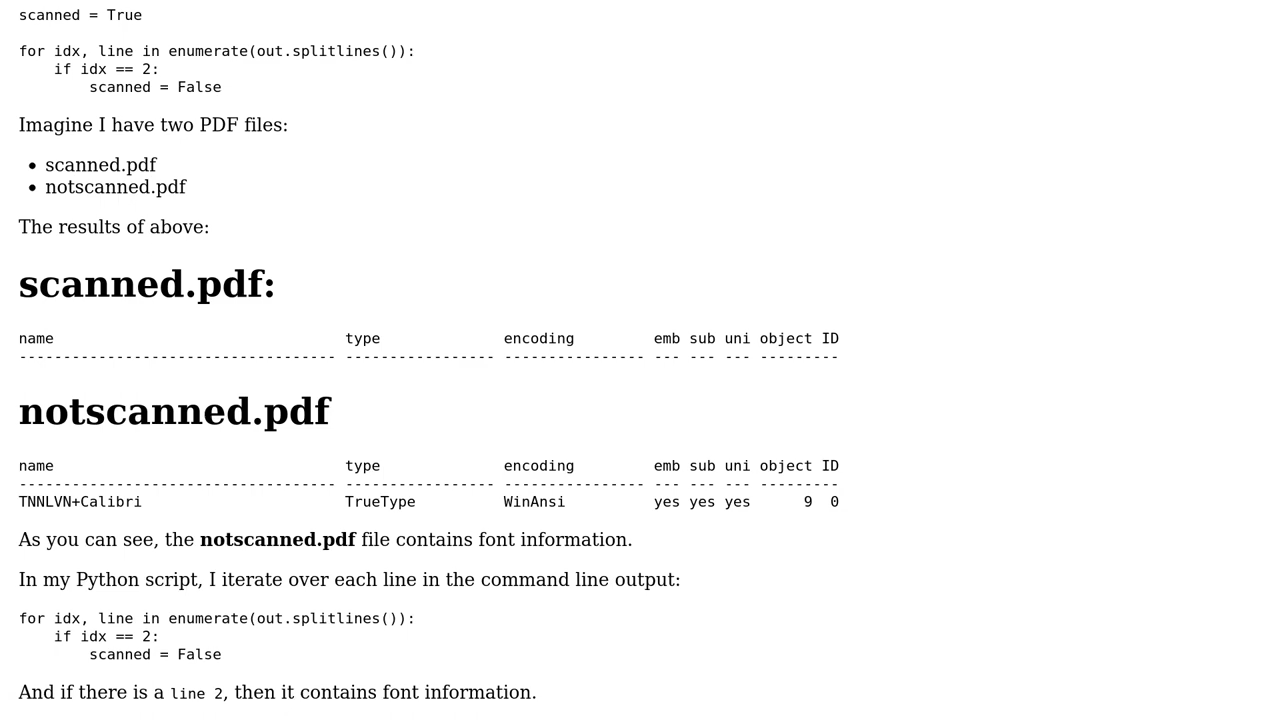 scanned = True
for idx, line in enumerate(out.splitlines()):
    if idx == 2:
        scanned = False
Imagine I have two PDF files:
• scanned.pdf
• notscanned.pdf
The results of above:
scanned.pdf:
name                                 type              encoding         emb sub uni object ID
------------------------------------ ----------------- ---------------- --- --- --- ---------
notscanned.pdf
name                                 type              encoding         emb sub uni object ID
------------------------------------ ----------------- ---------------- --- --- --- ---------
TNNLVN+Calibri                       TrueType          WinAnsi          yes yes yes      9  0
As you can see, the notscanned.pdf file contains font information.
In my Python script, I iterate over each line in the command line output:
for idx, line in enumerate(out.splitlines()):
    if idx == 2:
        scanned = False
And if there is a line 2, then it contains font information.